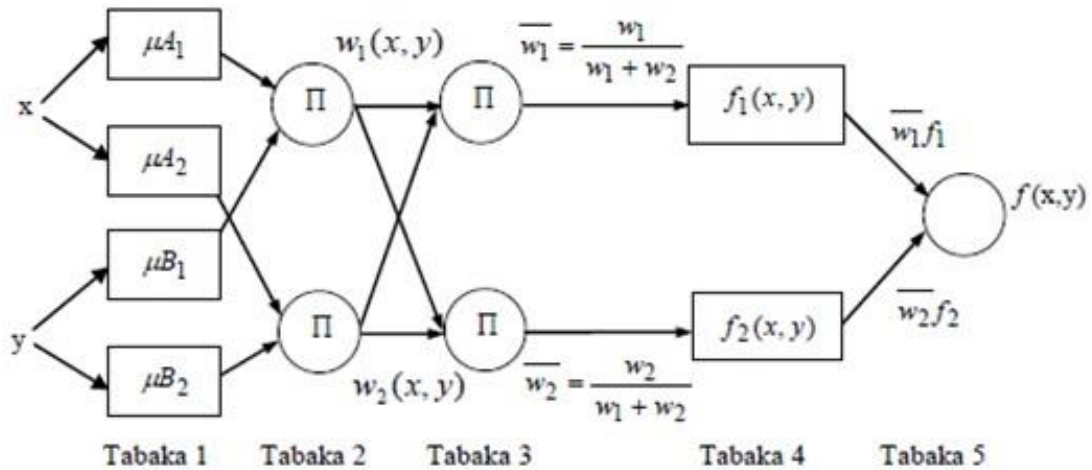 x
y
μA₁
μA₂
μB₁
μB₂
Π
Π
w₁(x, y)
w₂(x, y)
Π
Π
w̅₁ = w₁ / (w₁ + w₂)
w̅₂ = w₂ / (w₁ + w₂)
f₁(x, y)
f₂(x, y)
w̅₁f₁
w̅₂f₂
f(x,y)
Tabaka 1 Tabaka 2 Tabaka 3 Tabaka 4 Tabaka 5